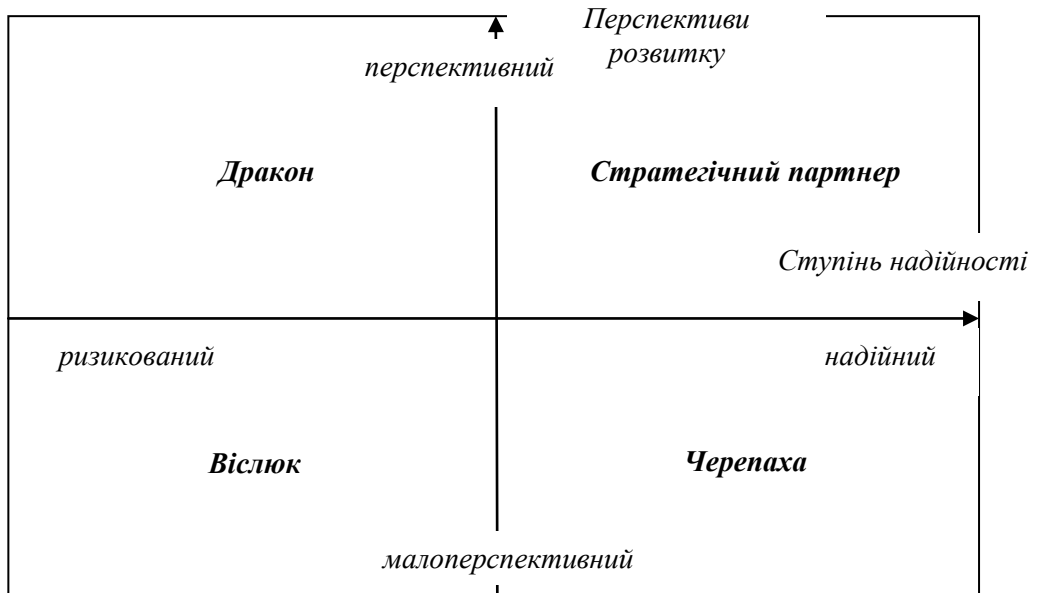 Перспективи
розвитку
перспективний
Дракон
Стратегічний партнер
Ступінь надійності
ризикований
надійний
Віслюк
Черепаха
малоперспективний